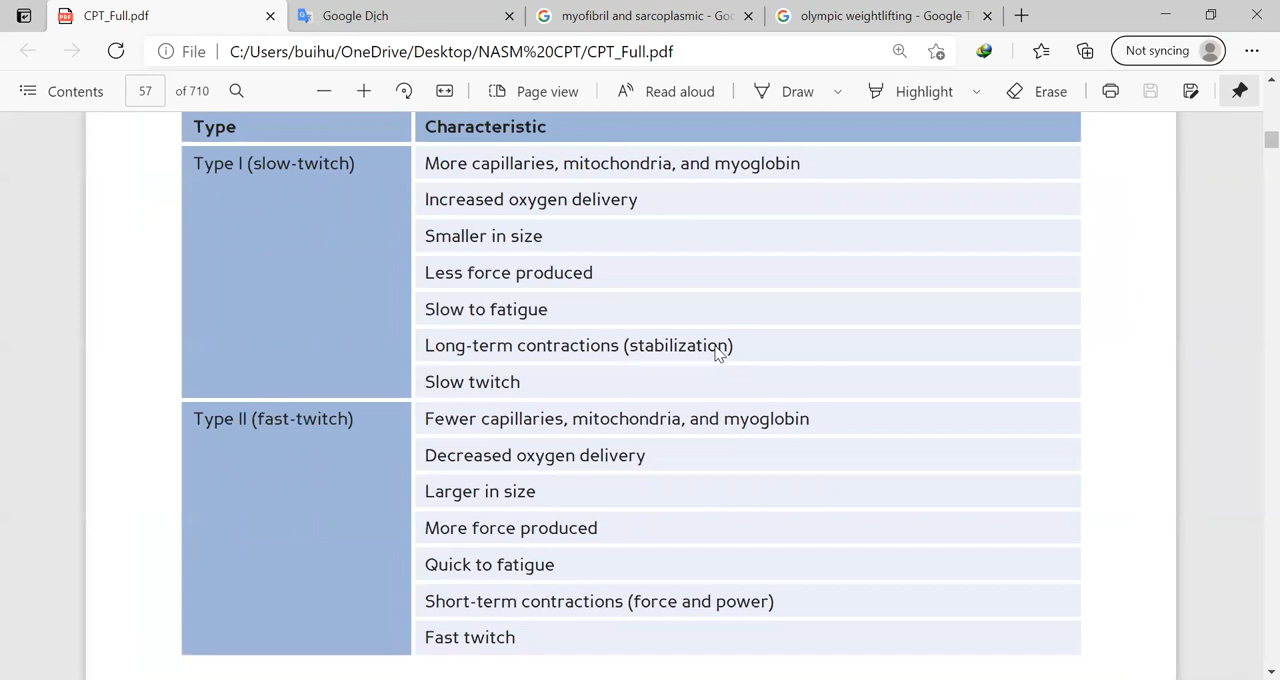 CPT_Full.pdf
Google Dịch
myofibril and sarcoplasmic - Goo
olympic weightlifting - Google T
File
C:/Users/buihu/OneDrive/Desktop/NASM%20CPT/CPT_Full.pdf
Not syncing
Contents
57
of 710
Page view
Read aloud
Draw
Highlight
Erase
Type
Characteristic
Type I (slow-twitch)
More capillaries, mitochondria, and myoglobin
Increased oxygen delivery
Smaller in size
Less force produced
Slow to fatigue
Long-term contractions (stabilization)
Slow twitch
Type II (fast-twitch)
Fewer capillaries, mitochondria, and myoglobin
Decreased oxygen delivery
Larger in size
More force produced
Quick to fatigue
Short-term contractions (force and power)
Fast twitch